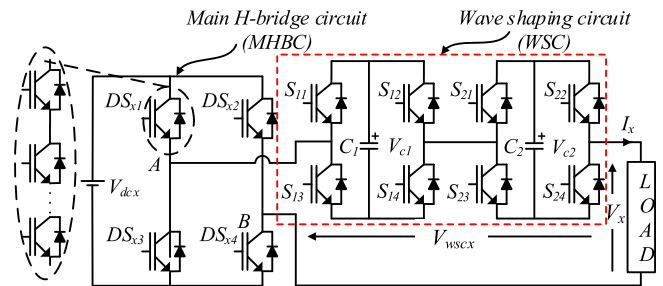 Main H-bridge circuit
(MHBC)
Wave shaping circuit
(WSC)
DSx1
DSx2
S11
S12
S21
S22
Ix
A
C1
+
Vc1
C2
+
Vc2
Vdcx
S13
S14
S23
S24
Vx
LOAD
B
DSx3
DSx4
Vwscx